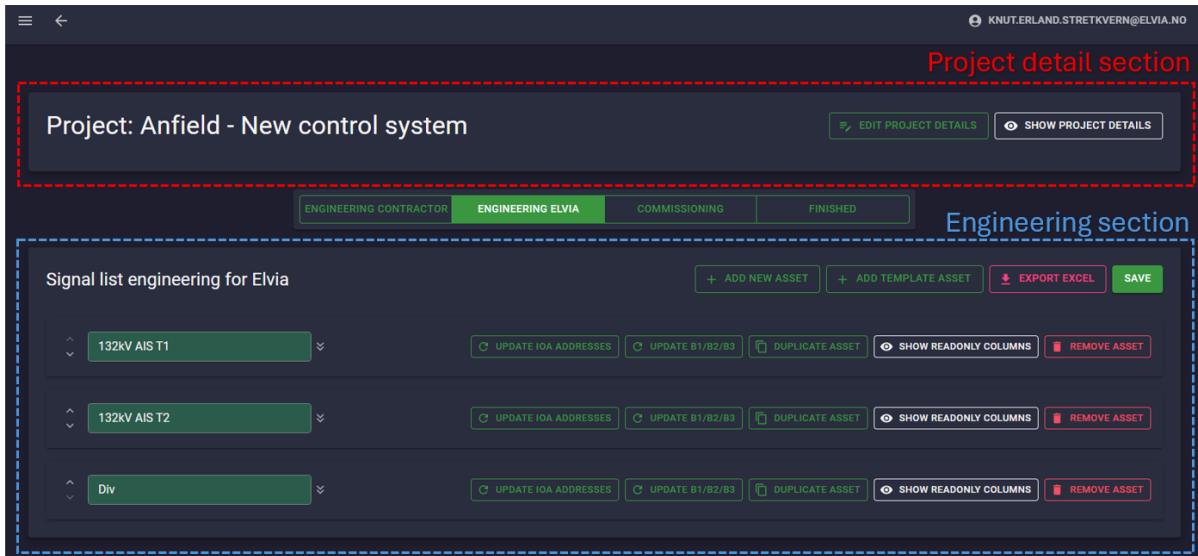 KNUT.ERLAND.STRETKVERN@ELVIA.NO
Project detail section
Project: Anfield - New control system
EDIT PROJECT DETAILS SHOW PROJECT DETAILS
ENGINEERING CONTRACTOR ENGINEERING ELVIA COMMISSIONING FINISHED
Engineering section
Signal list engineering for Elvia + ADD NEW ASSET + ADD TEMPLATE ASSET EXPORT EXCEL SAVE
132kV AIS T1 UPDATE IOA ADDRESSES UPDATE B1/B2/B3 DUPLICATE ASSET SHOW READONLY COLUMNS REMOVE ASSET
132kV AIS T2 UPDATE IOA ADDRESSES UPDATE B1/B2/B3 DUPLICATE ASSET SHOW READONLY COLUMNS REMOVE ASSET
Div UPDATE IOA ADDRESSES UPDATE B1/B2/B3 DUPLICATE ASSET SHOW READONLY COLUMNS REMOVE ASSET